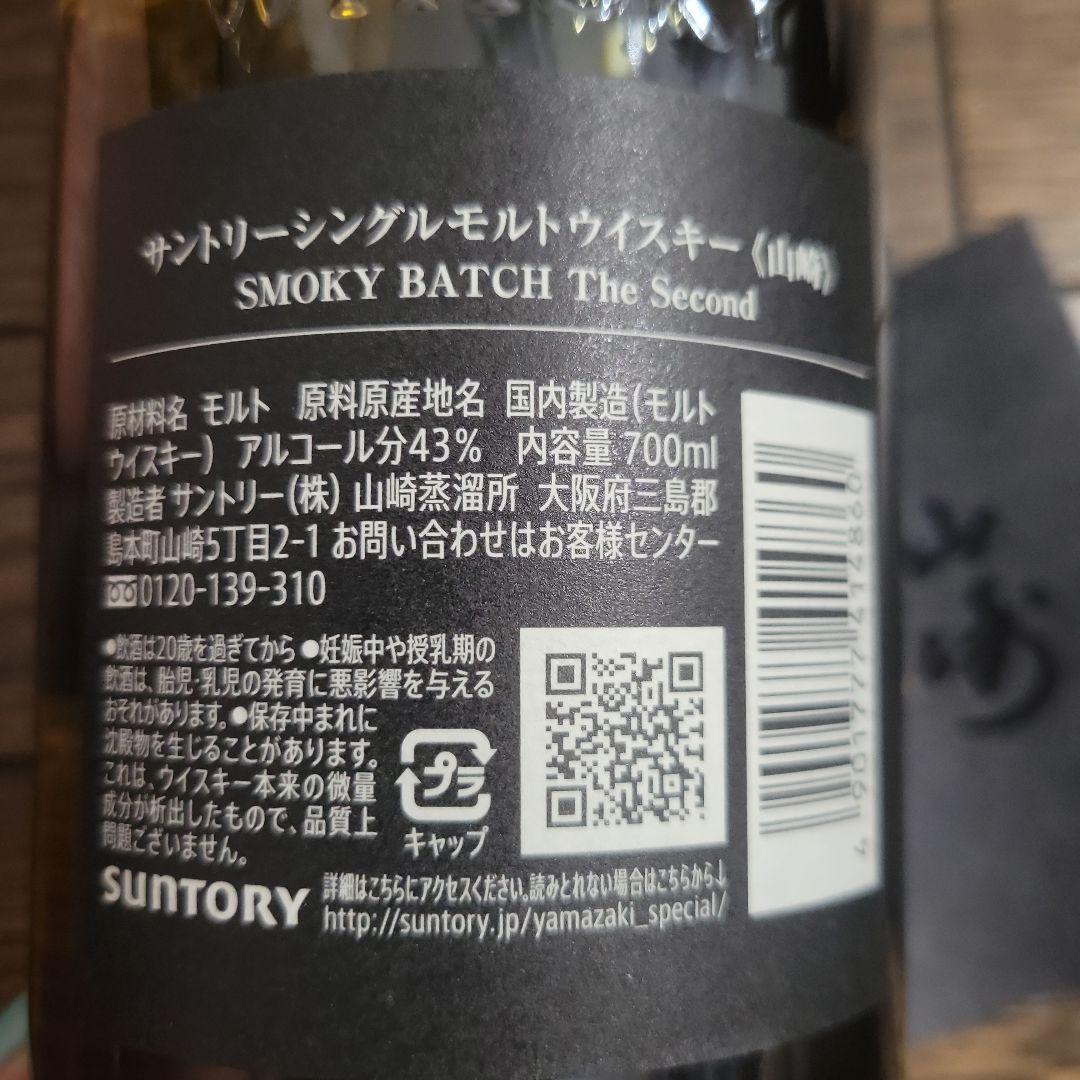 サントリーシングルモルトウイスキー《山崎》
SMOKY BATCH The Second
原材料名 モルト 原料原産地名 国内製造(モルト
ウイスキー) アルコール分43% 内容量 700ml
製造者 サントリー(株) 山崎蒸溜所 大阪府三島郡
島本町山崎5丁目2-1 お問い合わせはお客様センター
0120-139-310
●飲酒は20歳を過ぎてから ●妊娠中や授乳期の
飲酒は、胎児・乳児の発育に悪影響を与える
おそれがあります。●保存中まれに
沈殿物を生じることがあります。
これは、ウイスキー本来の微量
成分が析出したもので、品質上
問題ございません。
プラ
キャップ
SUNTORY
詳細はこちらにアクセスください。読みとれない場合はこちらから↓
http://suntory.jp/yamazaki_special/